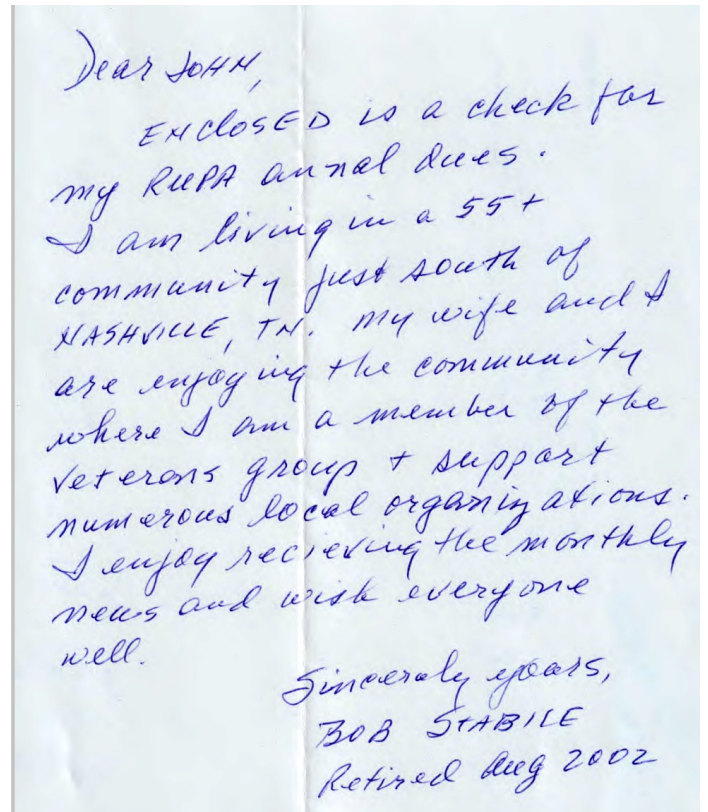 Dear JOHN,
ENCLOSED is a check for
my RUPA annal dues.
I am living in a 55+
community just south of
NASHVILLE, TN. my wife and I
are enjoying the community
where I am a member of the
veterans group + support
numerous local organizations.
I enjoy recieving the monthly
news and wish everyone
well.
Sincerely yours,
BOB STABILE
Retired Aug 2002